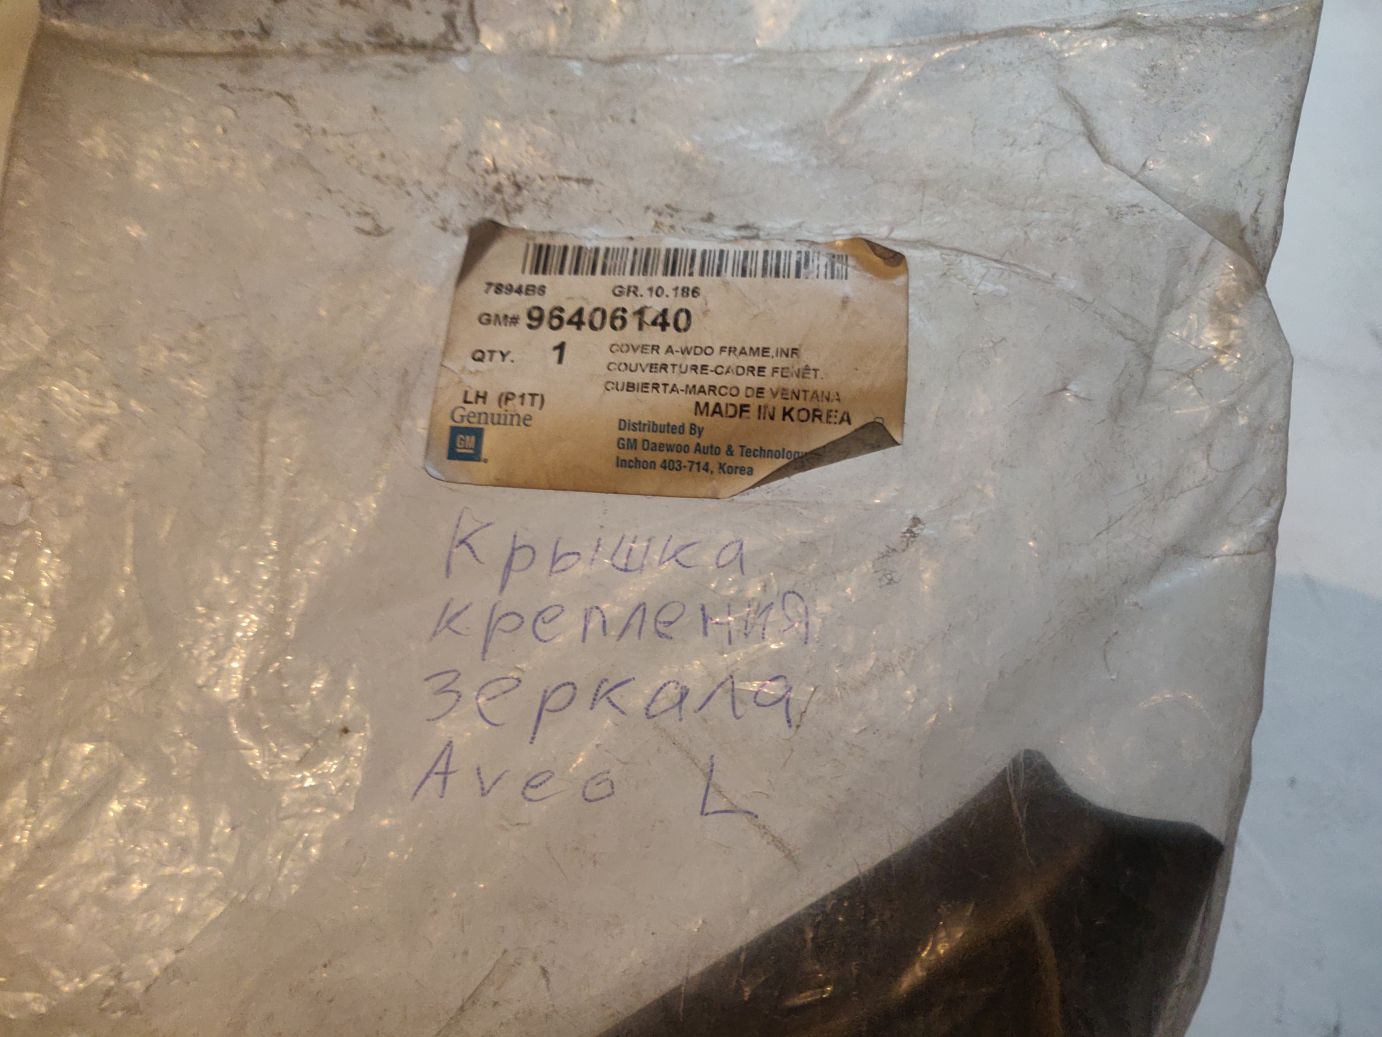 7894B6 GR.10.186
GM# 96406140
QTY. 1 COVER A-WDO FRAME,INR
COUVERTURE-CADRE FENÊT.
CUBIERTA-MARCO DE VENTANA
LH (P1T) MADE IN KOREA
Genuine
GM
Distributed By
GM Daewoo Auto & Technology
Inchon 403-714, Korea
Крышка
крепления
зеркала
Aveo L